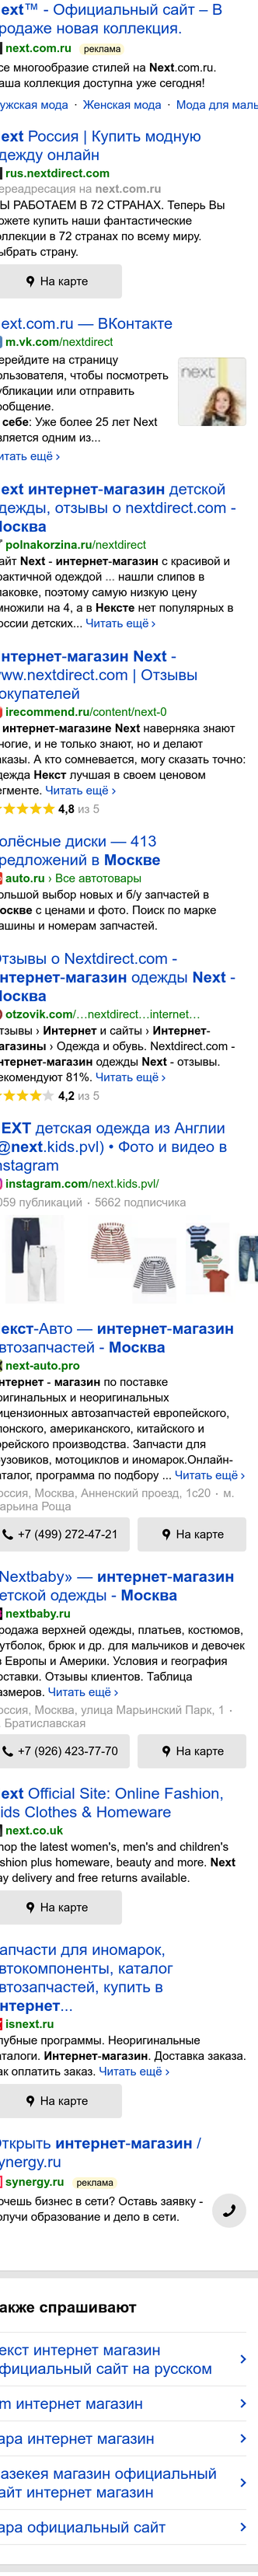 ext™ - Официальный сайт – В
родаже новая коллекция.
next.com.ru реклама
се многообразие стилей на Next.com.ru.
аша коллекция доступна уже сегодня!
ужская мода · Женская мода · Мода для маль
ext Россия | Купить модную
дежду онлайн
rus.nextdirect.com
ереадресация на next.com.ru
Ы РАБОТАЕМ В 72 СТРАНАХ. Теперь Вы
ожете купить наши фантастические
оллекции в 72 странах по всему миру.
ыбрать страну.
На карте
ext.com.ru — ВКонтакте
m.vk.com/nextdirect
ерейдите на страницу
ользователя, чтобы посмотреть
убликации или отправить
ообщение.
себе: Уже более 25 лет Next
вляется одним из...
итать ещё ›
next
ext интернет-магазин детской
дежды, отзывы о nextdirect.com -
осква
polnakorzina.ru/nextdirect
айт Next - интернет-магазин с красивой и
рактичной одеждой ... нашли слипов в
паковке, поэтому самую низкую цену
множили на 4, а в Нексте нет популярных в
оссии детских... Читать ещё ›
нтернет-магазин Next -
ww.nextdirect.com | Отзывы
окупателей
irecommend.ru/content/next-0
интернет-магазине Next наверняка знают
ногие, и не только знают, но и делают
аказы. А кто сомневается, могу сказать точно:
дежда Некст лучшая в своем ценовом
егменте. Читать ещё ›
4,8 из 5
олёсные диски — 413
редложений в Москве
auto.ru › Все автотовары
ольшой выбор новых и б/у запчастей в
оскве с ценами и фото. Поиск по марке
ашины и номерам запчастей.
тзывы о Nextdirect.com -
нтернет-магазин одежды Next -
осква
otzovik.com/…nextdirect…internet…
тзывы › Интернет и сайты › Интернет-
агазины › Одежда и обувь. Nextdirect.com -
нтернет-магазин одежды Next - отзывы.
екомендуют 81%. Читать ещё ›
4,2 из 5
EXT детская одежда из Англии
@next.kids.pvl) • Фото и видео в
nstagram
instagram.com/next.kids.pvl/
059 публикаций · 5662 подписчика
екст-Авто — интернет-магазин
втозапчастей - Москва
next-auto.pro
нтернет - магазин по поставке
ригинальных и неоригинальных
ицензионных автозапчастей европейского,
понского, американского, китайского и
орейского производства. Запчасти для
рузовиков, мотоциклов и иномарок.Онлайн-
аталог, программа по подбору ... Читать ещё ›
оссия, Москва, Анненский проезд, 1с20 · м.
арьина Роща
+7 (499) 272-47-21 На карте
Nextbaby» — интернет-магазин
етской одежды - Москва
nextbaby.ru
родажа верхней одежды, платьев, костюмов,
утболок, брюк и др. для мальчиков и девочек
з Европы и Америки. Условия и география
оставки. Отзывы клиентов. Таблица
азмеров. Читать ещё ›
оссия, Москва, улица Марьинский Парк, 1 ·
. Братиславская
+7 (926) 423-77-70 На карте
ext Official Site: Online Fashion,
ids Clothes & Homeware
next.co.uk
hop the latest women's, men's and children's
ashion plus homeware, beauty and more. Next
ay delivery and free returns available.
На карте
апчасти для иномарок,
втокомпоненты, каталог
втозапчастей, купить в
нтернет...
isnext.ru
лубные программы. Неоригинальные
аталоги. Интернет-магазин. Доставка заказа.
ак оплатить заказ. Читать ещё ›
На карте
ткрыть интернет-магазин /
ynergy.ru
synergy.ru реклама
очешь бизнес в сети? Оставь заявку -
олучи образование и дело в сети.
акже спрашивают
екст интернет магазин
фициальный сайт на русском
m интернет магазин
ара интернет магазин
азекея магазин официальный
айт интернет магазин
ара официальный сайт